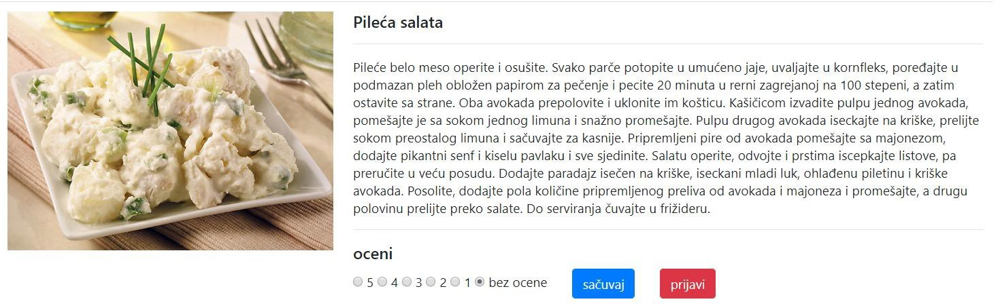 Pileća salata
Pileće belo meso operite i osušite. Svako parče potopite u umućeno jaje, uvaljajte u kornfleks, poređajte u
podmazan pleh obložen papirom za pečenje i pecite 20 minuta u rerni zagrejanoj na 100 stepeni, a zatim
ostavite sa strane. Oba avokada prepolovite i uklonite im košticu. Kašičicom izvadite pulpu jednog avokada,
pomešajte je sa sokom jednog limuna i snažno promešajte. Pulpu drugog avokada iseckajte na kriške, prelijte
sokom preostalog limuna i sačuvajte za kasnije. Pripremljeni pire od avokada pomešajte sa majonezom,
dodajte pikantni senf i kiselu pavlaku i sve sjedinite. Salatu operite, odvojte i prstima iscepkajte listove, pa
preručite u veću posudu. Dodajte paradajz isečen na kriške, iseckani mladi luk, ohlađenu piletinu i kriške
avokada. Posolite, dodajte pola količine pripremljenog preliva od avokada i majoneza i promešajte, a drugu
polovinu prelijte preko salate. Do serviranja čuvajte u frižideru.
oceni
5 4 3 2 1 bez ocene sačuvaj prijavi